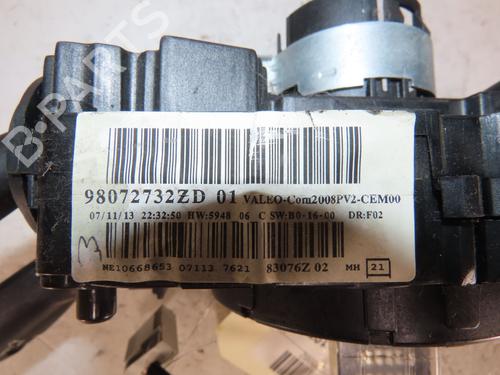 98072732ZD 01 VALEO-Com2008PV2-CEM00
07/11/13 22:32:50 HW:5948 06 C SW:B0-16-00 DR:F02
3
NE10668653 07113 7621 83076Z 02 MH 21
B-PARTS